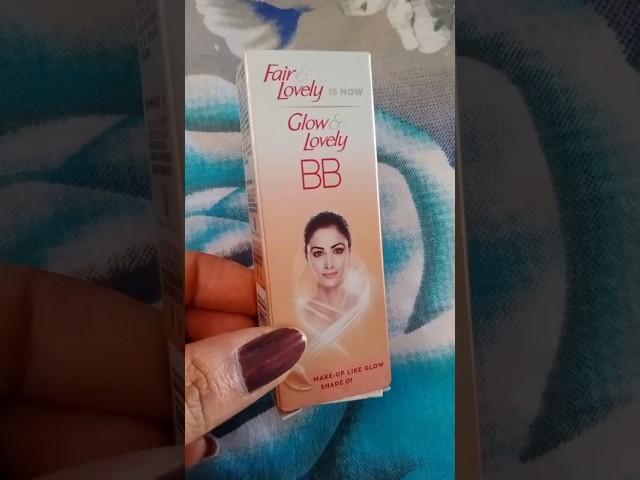 Fair & Lovely IS NOW
Glow & Lovely
BB
MAKE-UP LIKE GLOW
SHADE 01